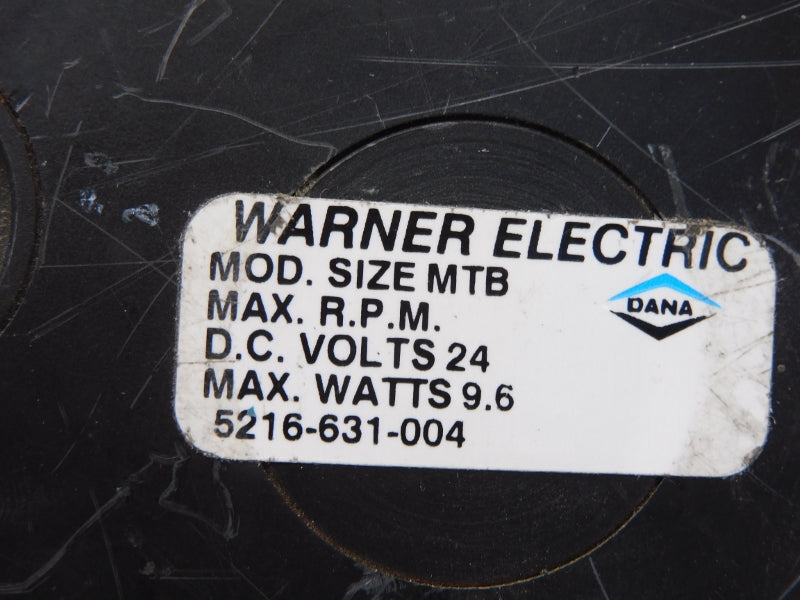 WARNER ELECTRIC
MOD. SIZE MTB
MAX. R.P.M.
D.C. VOLTS 24
MAX. WATTS 9.6
5216-631-004
DANA